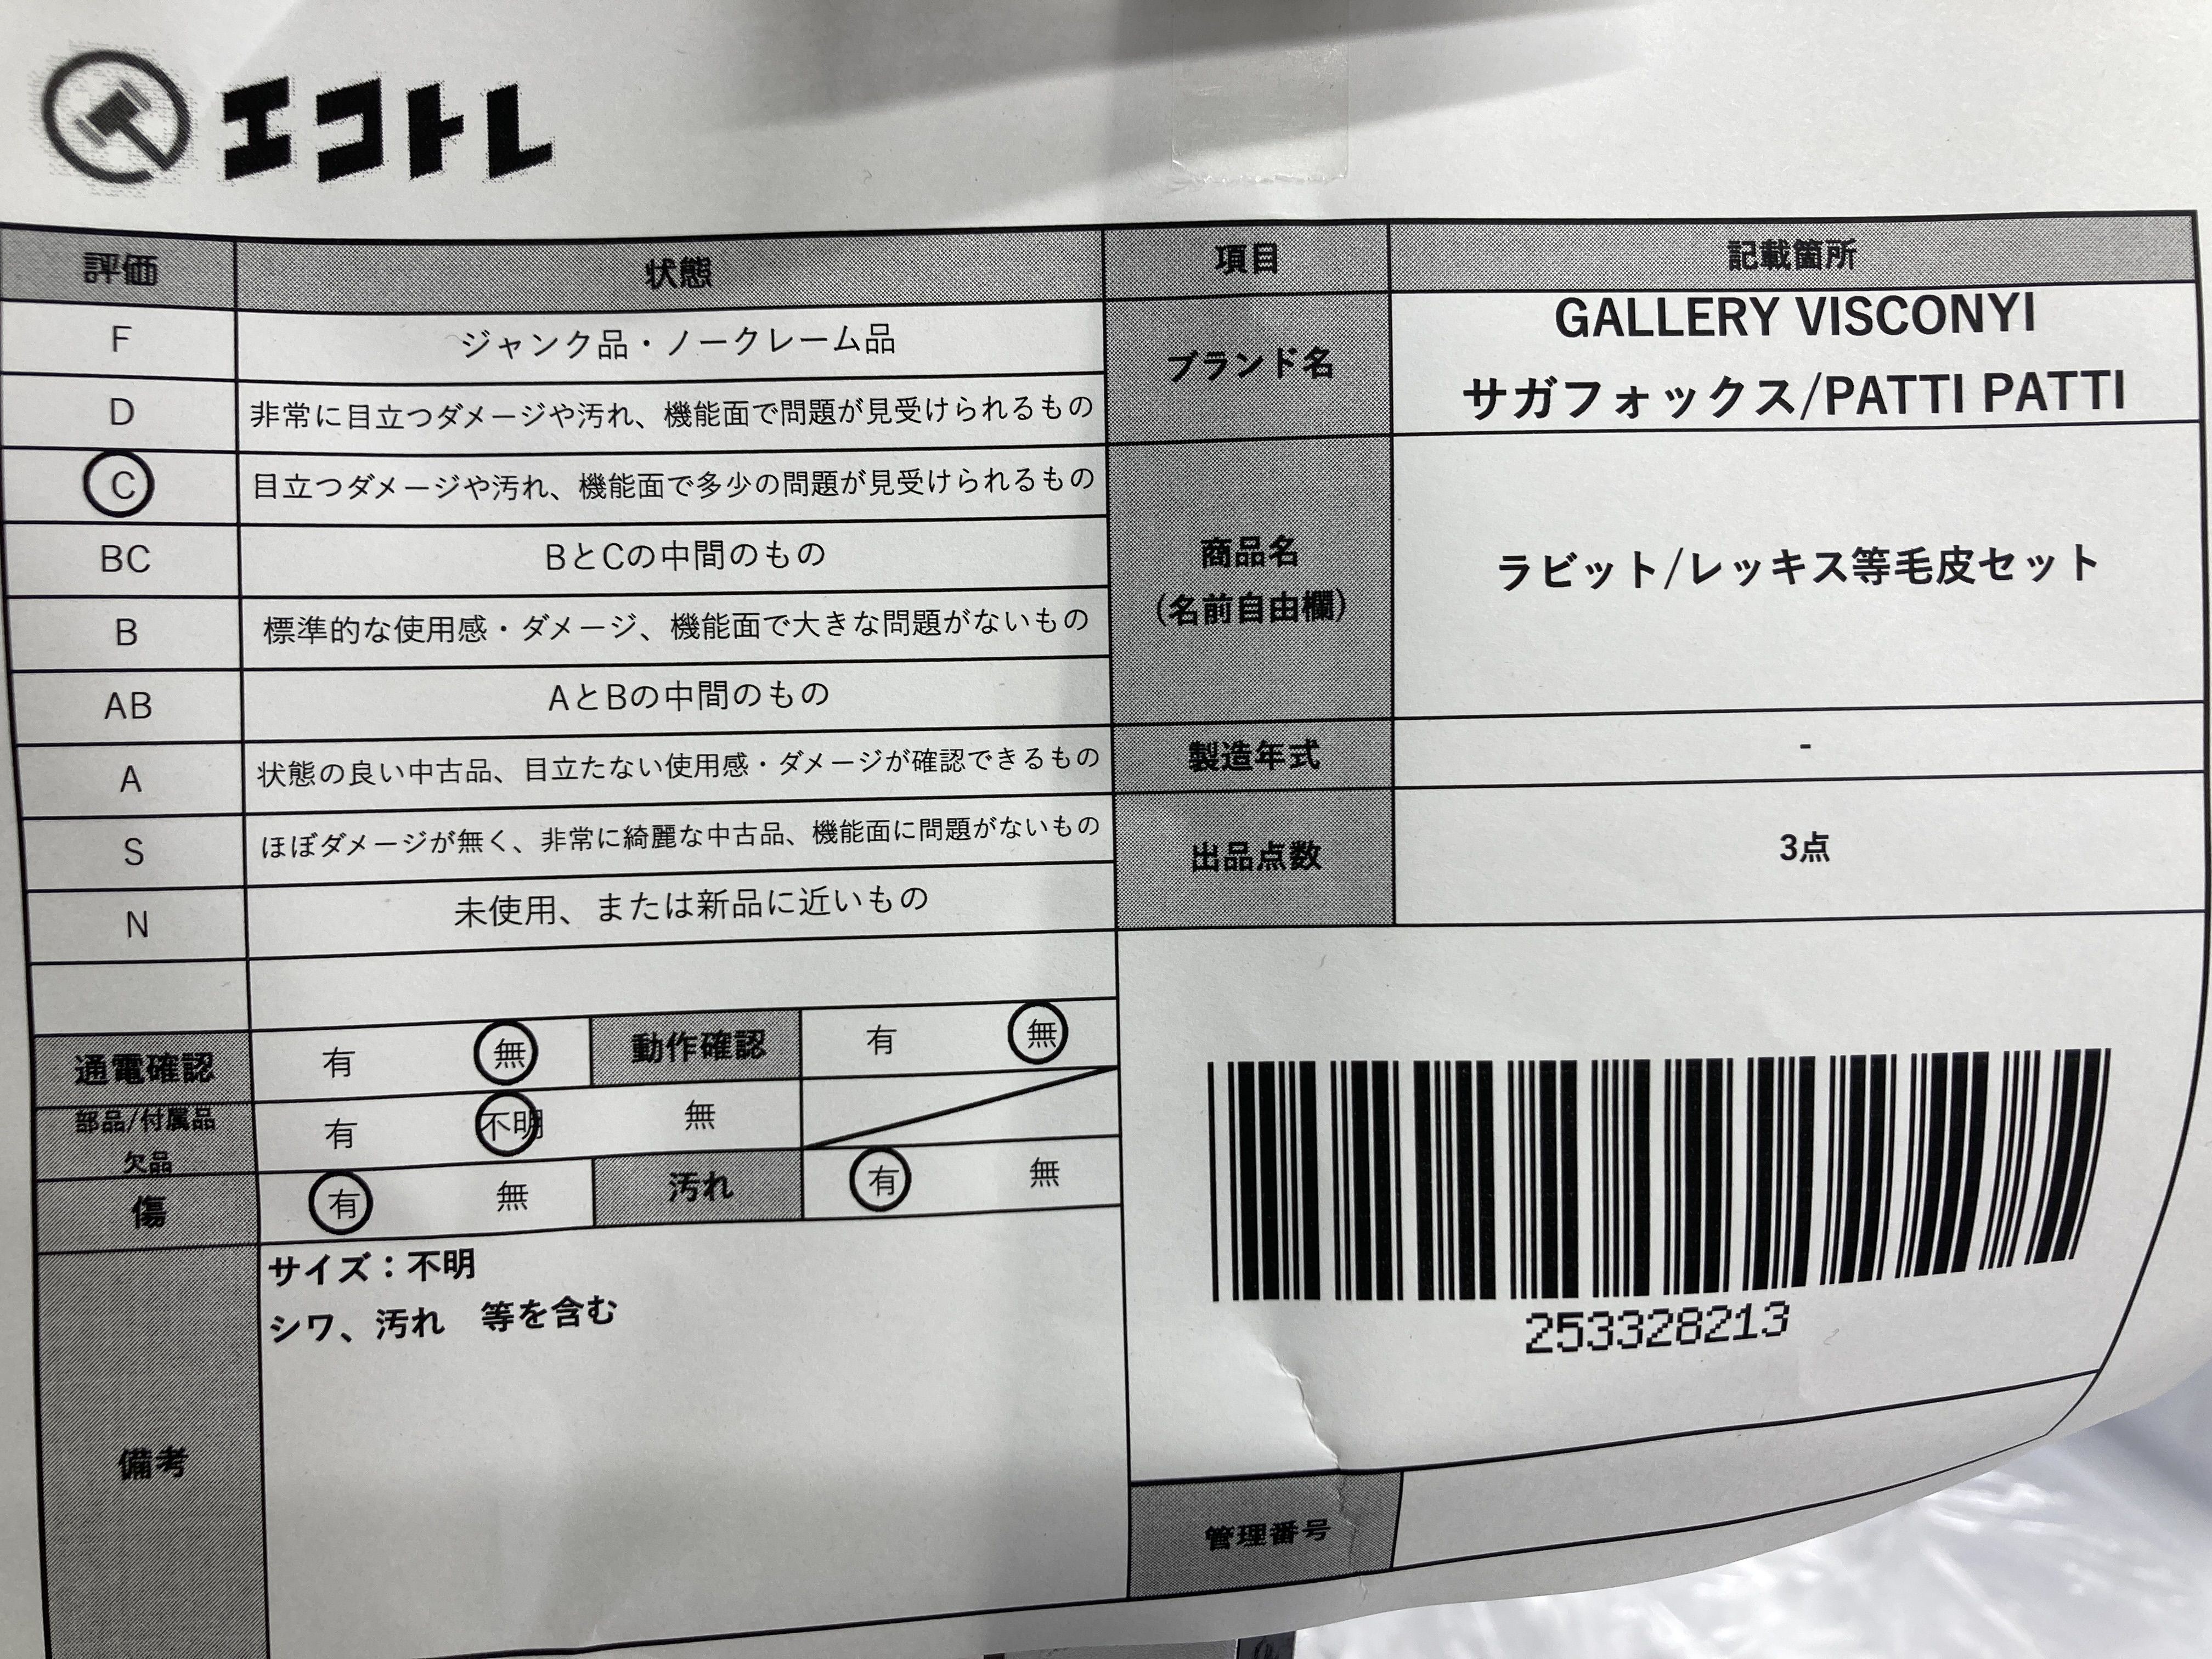 エコトレ
評価 状態 項目 記載箇所
F ジャンク品・ノークレーム品
D 非常に目立つダメージや汚れ、機能面で問題が見受けられるもの
C 目立つダメージや汚れ、機能面で多少の問題が見受けられるもの
BC BとCの中間のもの
B 標準的な使用感・ダメージ、機能面で大きな問題がないもの
AB AとBの中間のもの
A 状態の良い中古品、目立たない使用感・ダメージが確認できるもの
S ほぼダメージが無く、非常に綺麗な中古品、機能面に問題がないもの
N 未使用、または新品に近いもの
通電確認 有 無 動作確認 有 無
部品/付属品
欠品
有 不明 無
傷 有 無 汚れ 有 無
備考
サイズ：不明
シワ、汚れ 等を含む
ブランド名
GALLERY VISCONYI
サガフォックス/PATTI PATTI
商品名
(名前自由欄)
ラビット/レッキス等毛皮セット
製造年式 -
出品点数 3点
253328213
管理番号